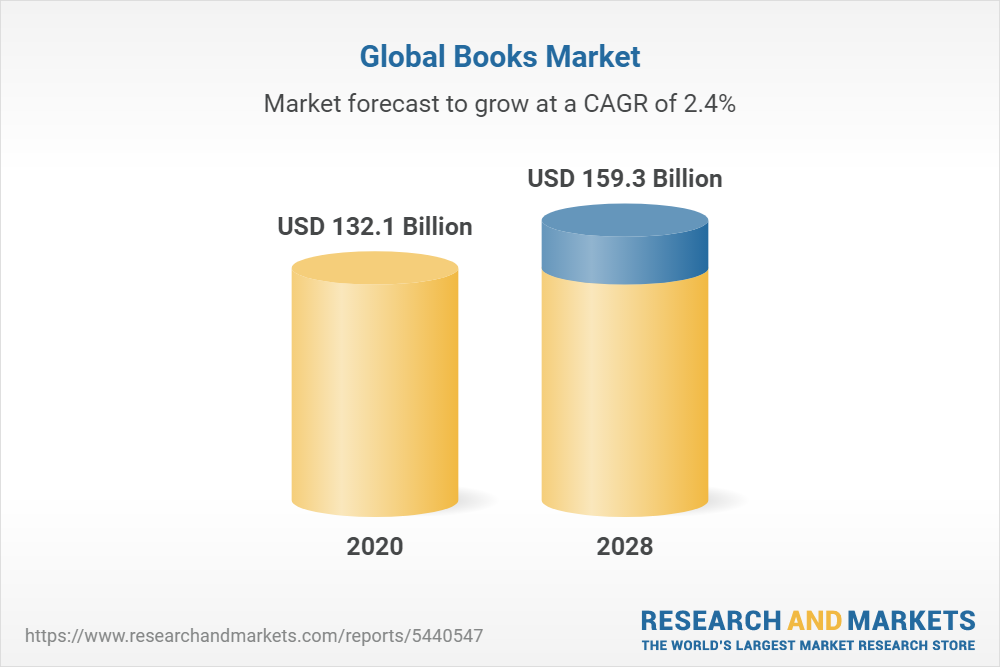 Global Books Market
Market forecast to grow at a CAGR of 2.4%
USD 159.3 Billion
USD 132.1 Billion
2020
2028
https://www.researchandmarkets.com/reports/5440547
RESEARCH AND MARKETS
THE WORLD'S LARGEST MARKET RESEARCH STORE